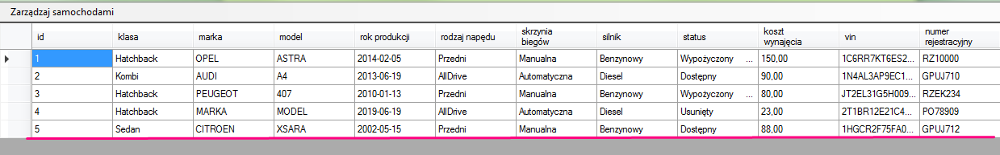 Zarządzaj samochodami
id klasa marka model rok produkcji rodzaj napędu skrzynia biegów silnik status koszt wynajęcia vin numer rejestracyjny
1 Hatchback OPEL ASTRA 2014-02-05 Przedni Manualna Benzynowy Wypożyczony ... 150,00 1C6RR7KT6ES2... RZ10000
2 Kombi AUDI A4 2013-06-19 AllDrive Automatyczna Diesel Dostępny 90,00 1N4AL3AP9EC1... GPUJ710
3 Hatchback PEUGEOT 407 2010-01-13 Przedni Manualna Benzynowy Wypożyczony ... 80,00 JT2EL31G5H009... RZEK234
4 Hatchback MARKA MODEL 2019-06-19 AllDrive Automatyczna Diesel Usunięty 23,00 2T1BR12E21C4... PO78909
5 Sedan CITROEN XSARA 2002-05-15 Przedni Manualna Benzynowy Dostępny 88,00 1HGCR2F75FA0... GPUJ712